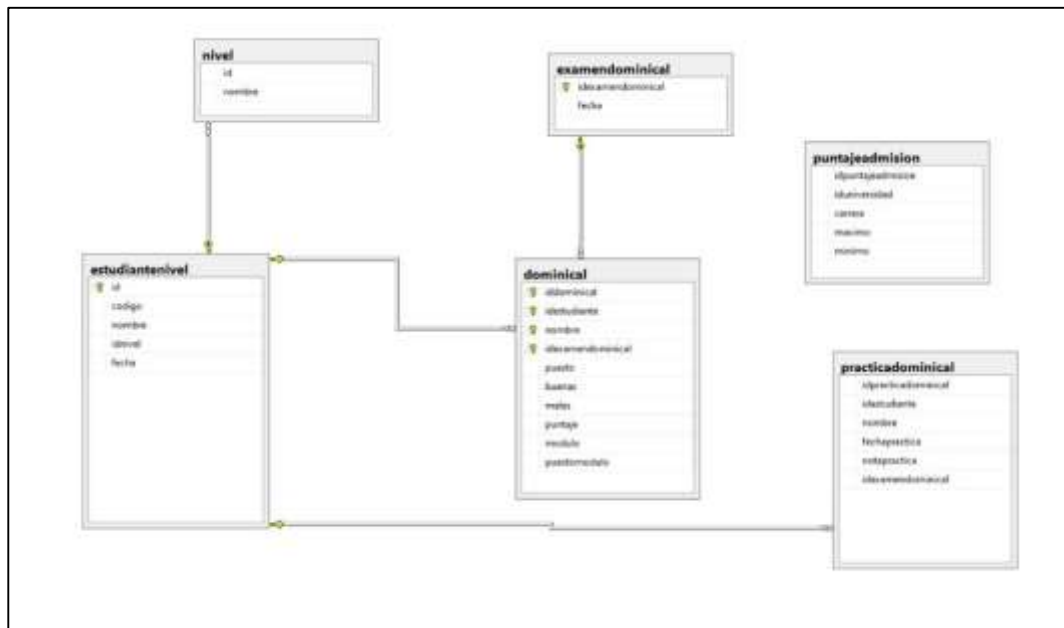 nivel
id
nombre
examendominical
idexamendominical
fecha
puntajeadmision
idpuntajeadmision
iduniversidad
carrera
maximo
minimo
estudiantenivel
id
codigo
nombre
idnivel
fecha
dominical
iddominical
idestudiante
nombre
idexamendominical
puesto
buenas
malas
puntaje
modulo
puestomodulo
practicadominical
idpracticadominical
idestudiante
nombre
fechapractica
notapractica
idexamendominical